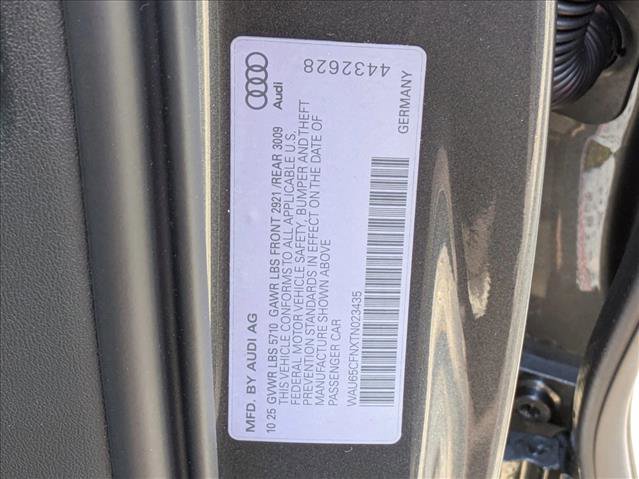 MFD. BY AUDI AG
10 25 GVWR LBS 5710 GAWR LBS FRONT 2921 /REAR 3009
THIS VEHICLE CONFORMS TO ALL APPLICABLE U.S.
FEDERAL MOTOR VEHICLE SAFETY, BUMPER AND THEFT
PREVENTION STANDARDS IN EFFECT ON THE DATE OF
MANUFACTURE SHOWN ABOVE
PASSENGER CAR
WAU65CFNXTN023435
Audi
4432628
GERMANY